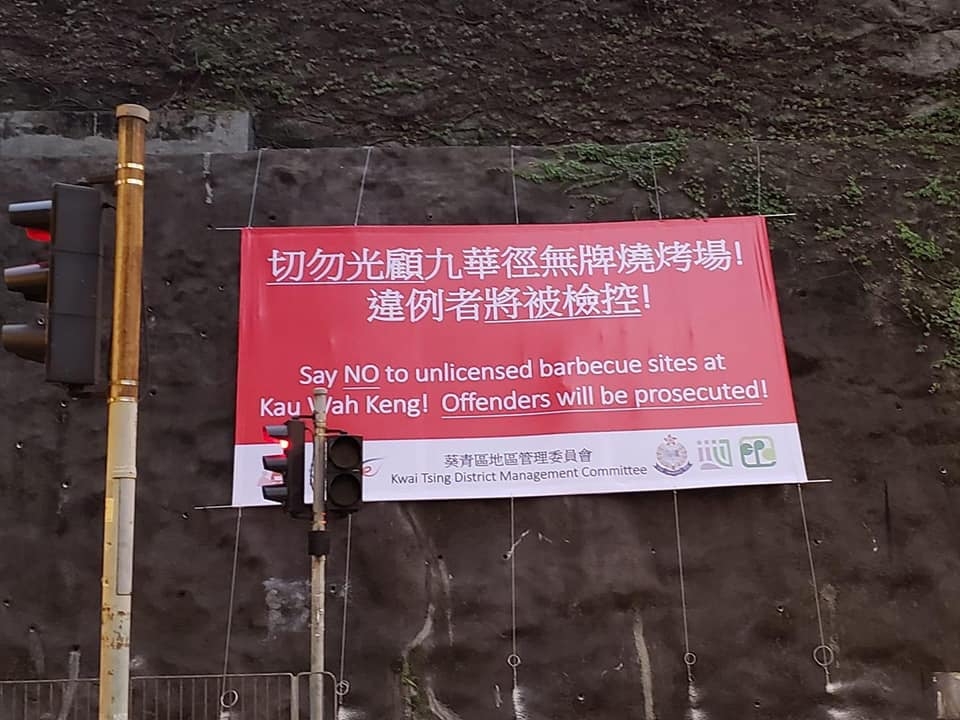 切勿光顧九華徑無牌燒烤場!
違例者將被檢控!
Say NO to unlicensed barbecue sites at
Kau Wah Keng! Offenders will be prosecuted!
葵青區地區管理委員會
Kwai Tsing District Management Committee